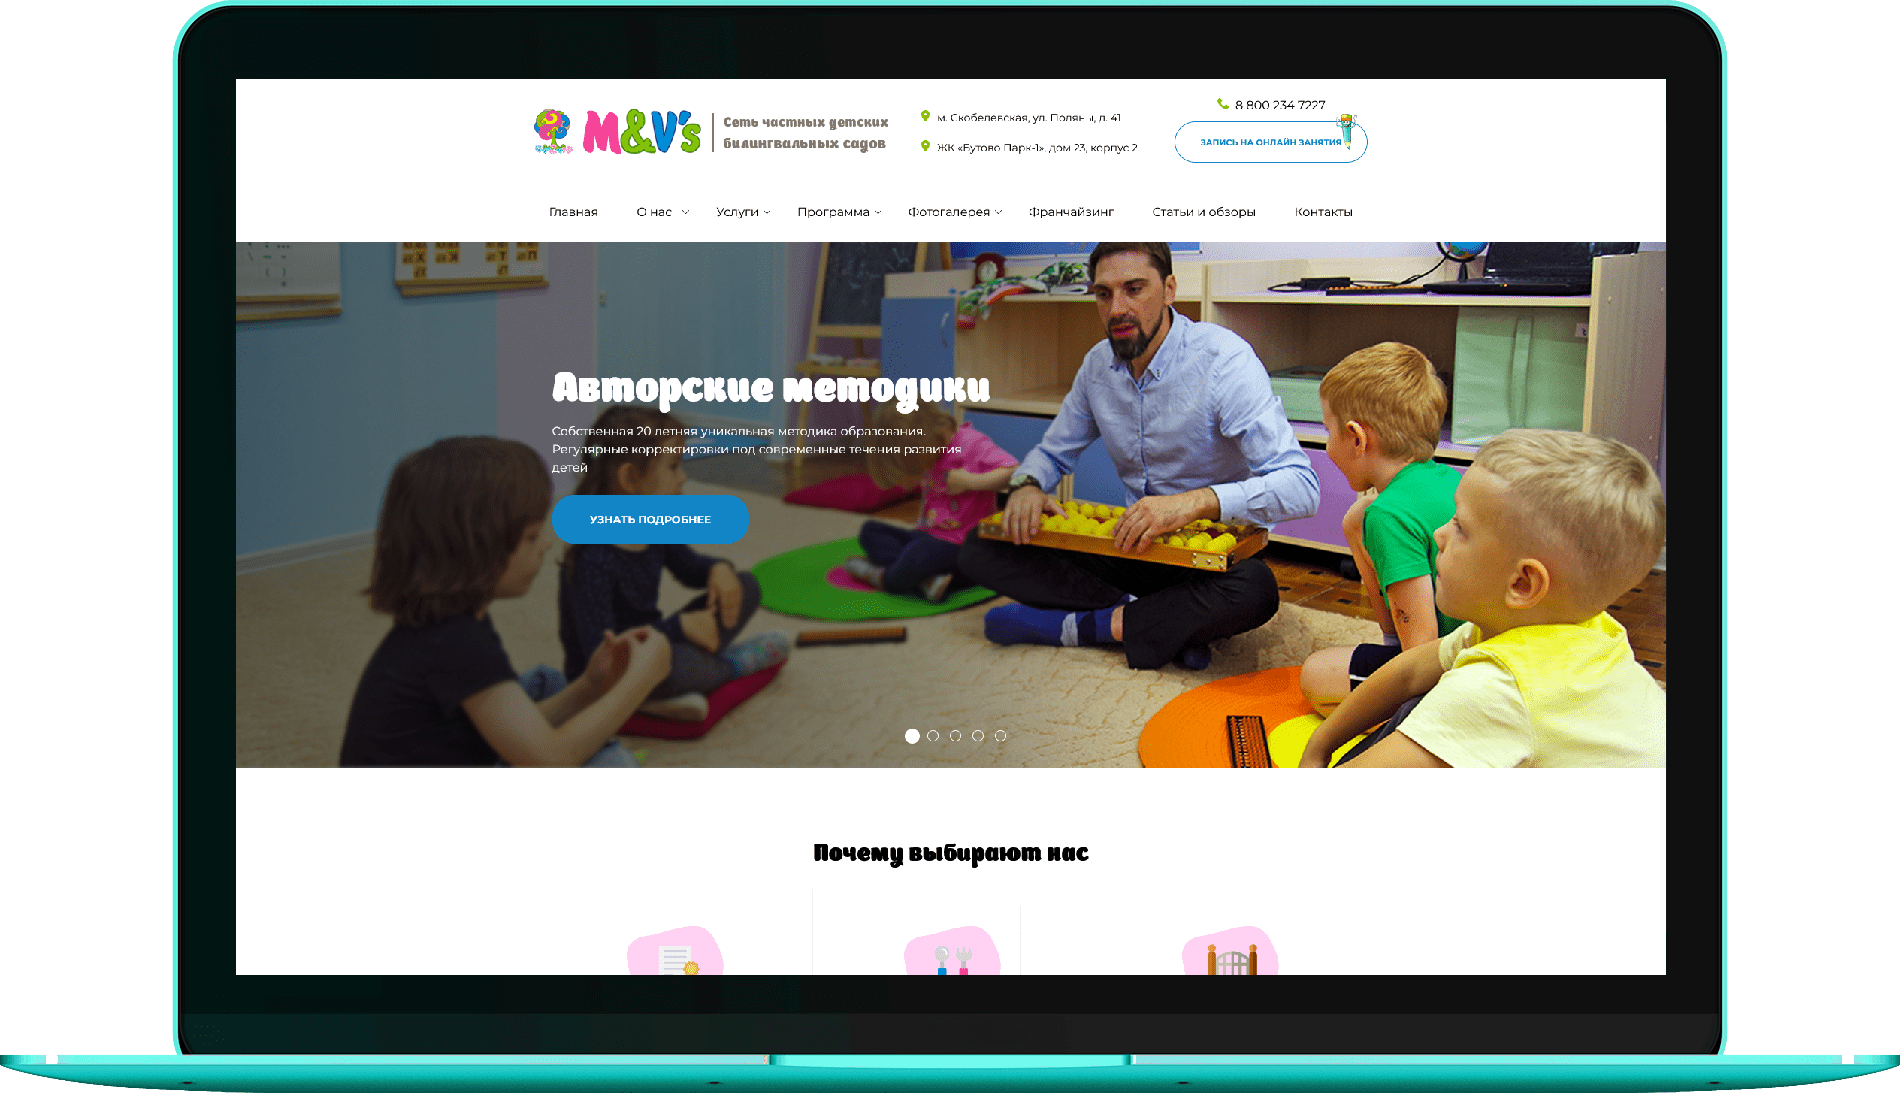 M&V's
Сеть частных детских
билингвальных садов
м. Скобелевская, ул. Поляны, д. 41
ЖК «Бутово Парк-1», дом 23, корпус 2
8 800 234 7227
ЗАПИСЬ НА ОНЛАЙН ЗАНЯТИЯ
Главная О нас Услуги Программа Фотогалерея Франчайзинг Статьи и обзоры Контакты
Авторские методики
Собственная 20 летняя уникальная методика образования.
Регулярные корректировки под современные течения развития
детей
УЗНАТЬ ПОДРОБНЕЕ
Почему выбирают нас